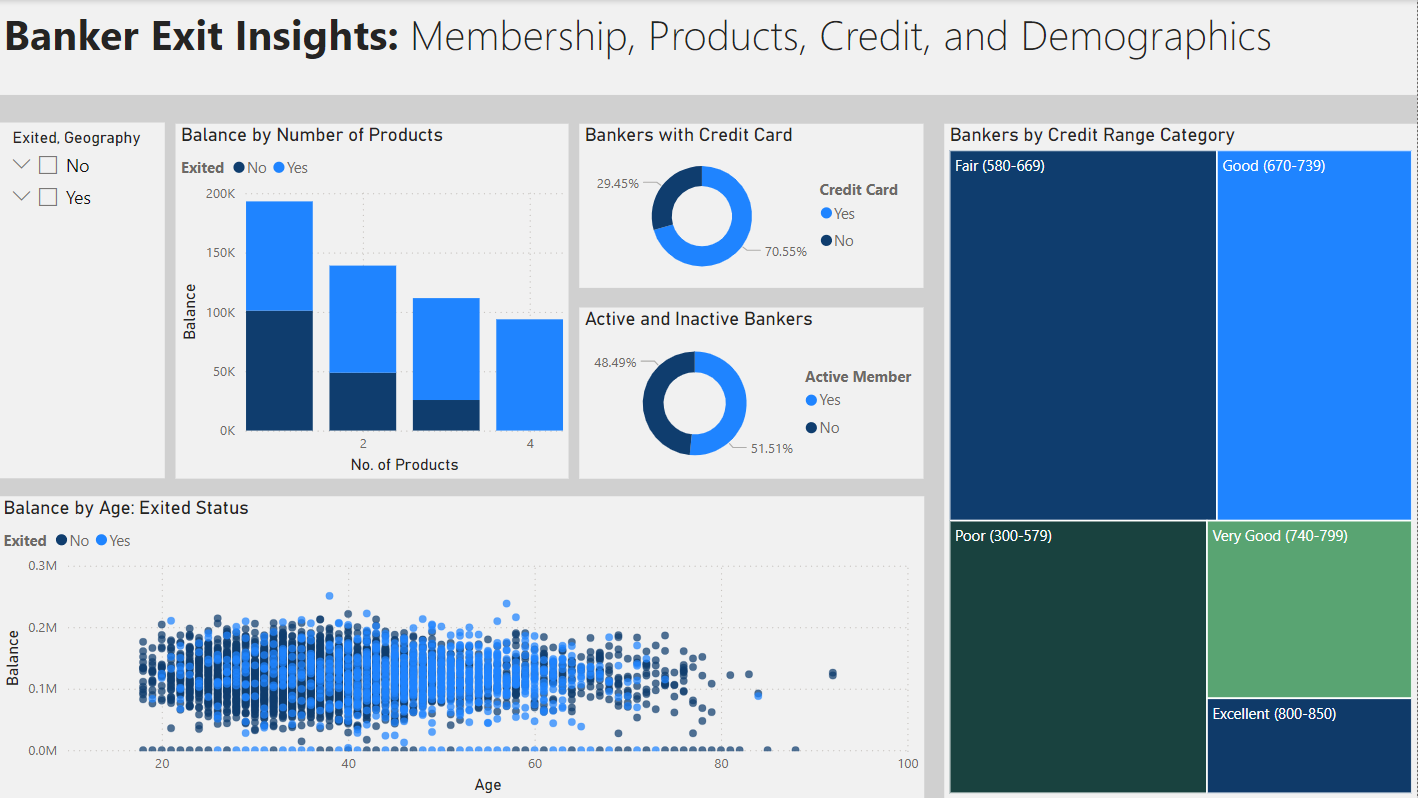 Banker Exit Insights: Membership, Products, Credit, and Demographics
Exited, Geography
No
Yes
Balance by Number of Products
Exited No Yes
200K
150K
100K
50K
0K
Balance
2 4
No. of Products
Bankers with Credit Card
29.45%
70.55%
Credit Card
Yes
No
Active and Inactive Bankers
48.49%
51.51%
Active Member
Yes
No
Bankers by Credit Range Category
Fair (580-669)
Good (670-739)
Poor (300-579)
Very Good (740-799)
Excellent (800-850)
Balance by Age: Exited Status
Exited No Yes
0.3M
0.2M
0.1M
0.0M
Balance
20 40 60 80 100
Age